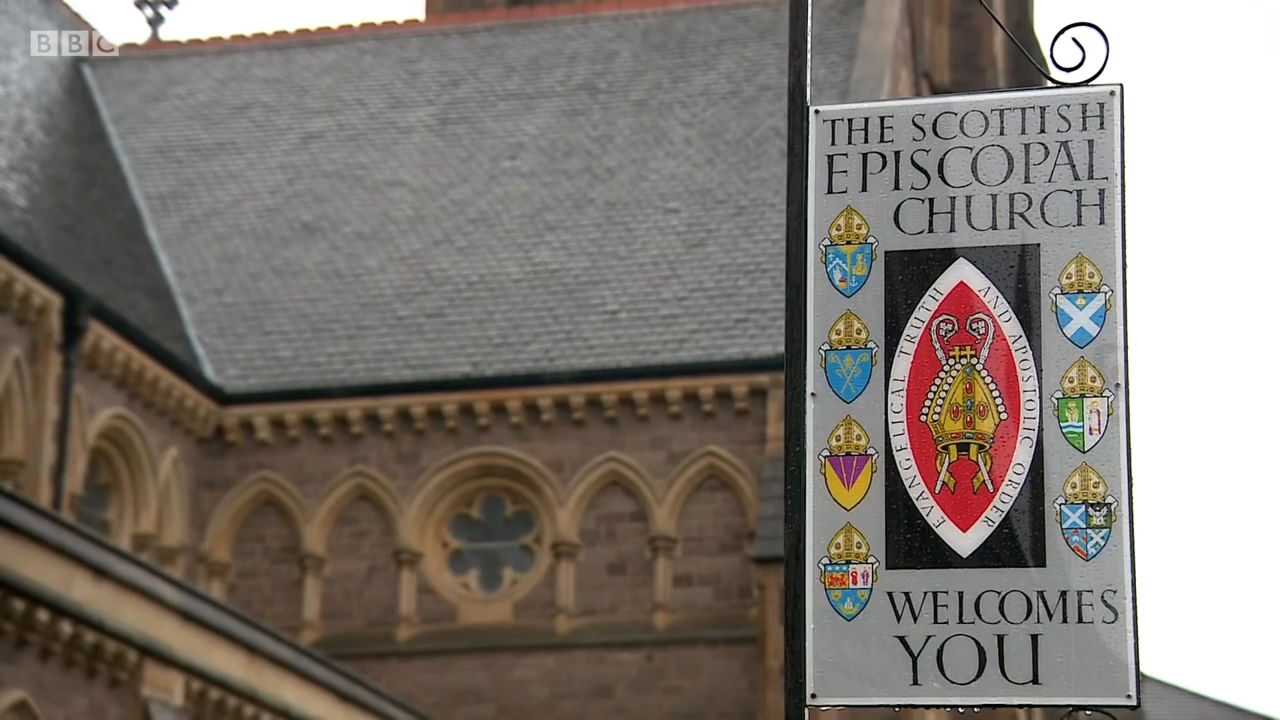 BBC
THE SCOTTISH
EPISCOPAL
CHURCH
EVANGELICAL TRUTH AND APOSTOLIC ORDER
WELCOMES
YOU